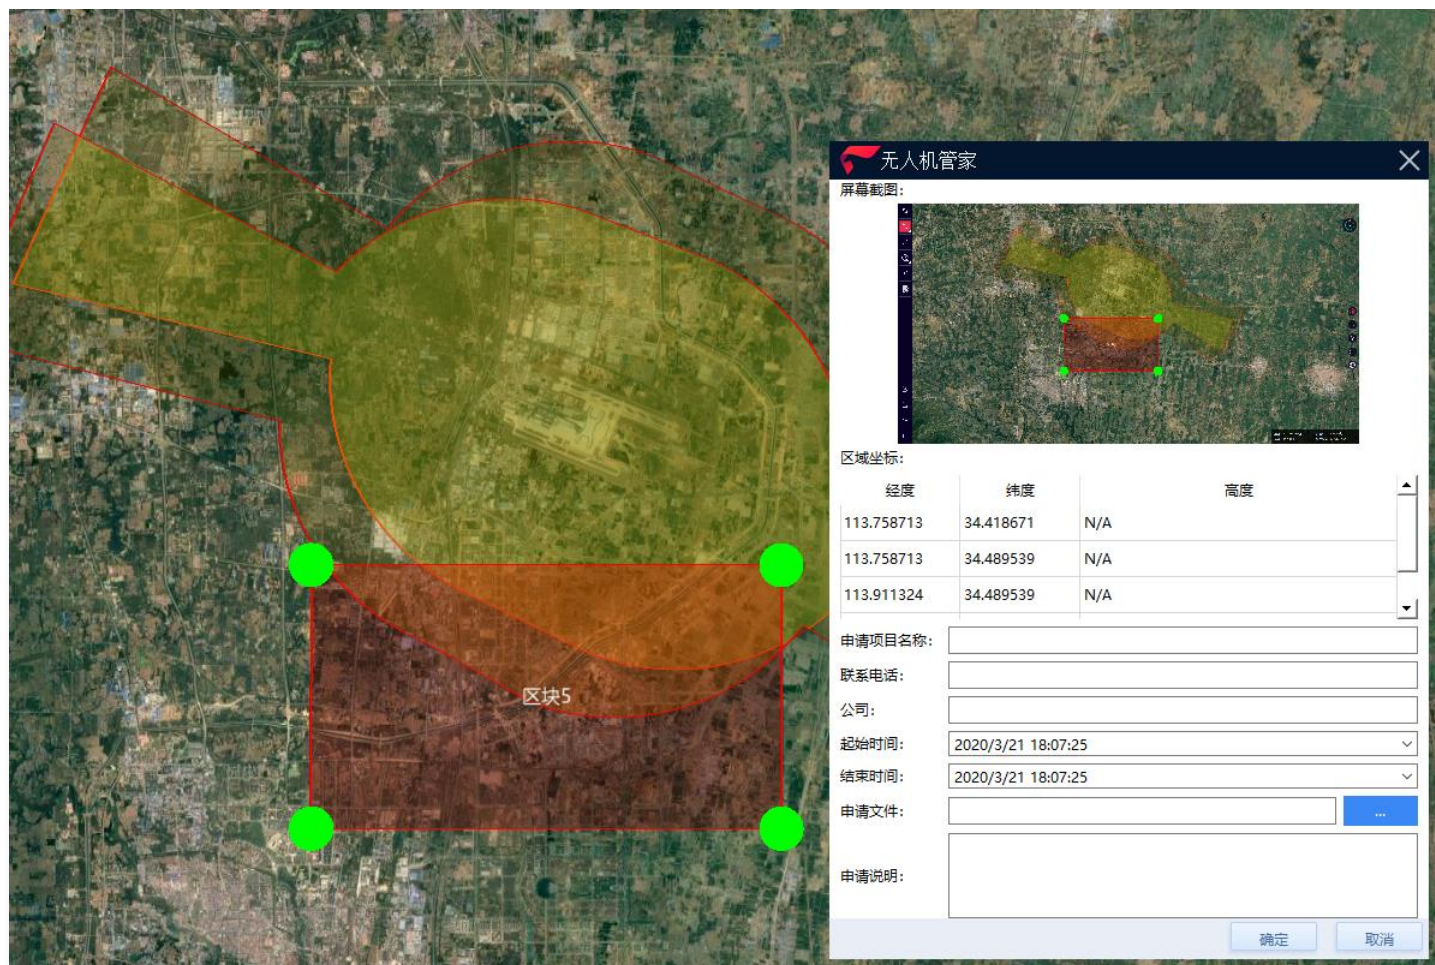 无人机管家
屏幕截图:
区域坐标:
经度 纬度 高度
113.758713 34.418671 N/A
113.758713 34.489539 N/A
113.911324 34.489539 N/A
申请项目名称:
联系电话:
区块5
公司:
起始时间: 2020/3/21 18:07:25
结束时间: 2020/3/21 18:07:25
申请文件: ...
申请说明:
确定 取消